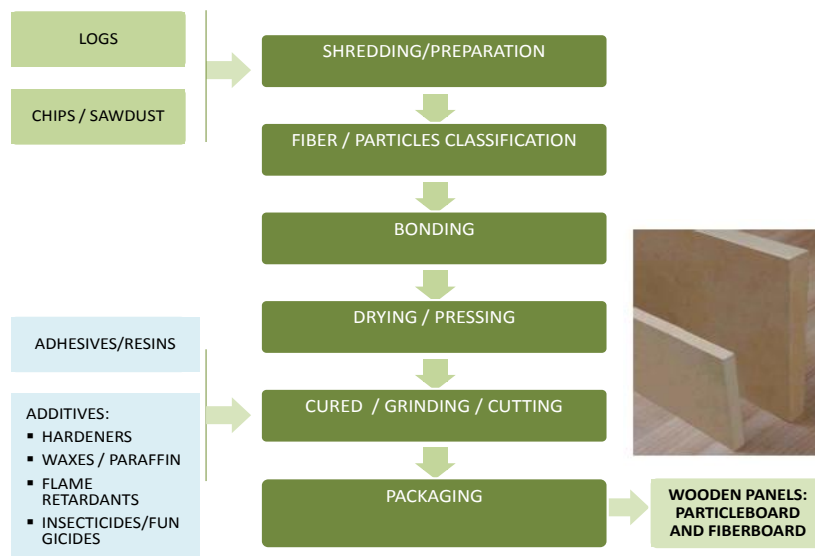 LOGS
CHIPS / SAWDUST
SHREDDING/PREPARATION
FIBER / PARTICLES CLASSIFICATION
BONDING
DRYING / PRESSING
ADHESIVES/RESINS
ADDITIVES:
▪ HARDENERS
▪ WAXES / PARAFFIN
▪ FLAME
RETARDANTS
▪ INSECTICIDES/FUN
GICIDES
CURED / GRINDING / CUTTING
PACKAGING
WOODEN PANELS:
PARTICLEBOARD
AND FIBERBOARD